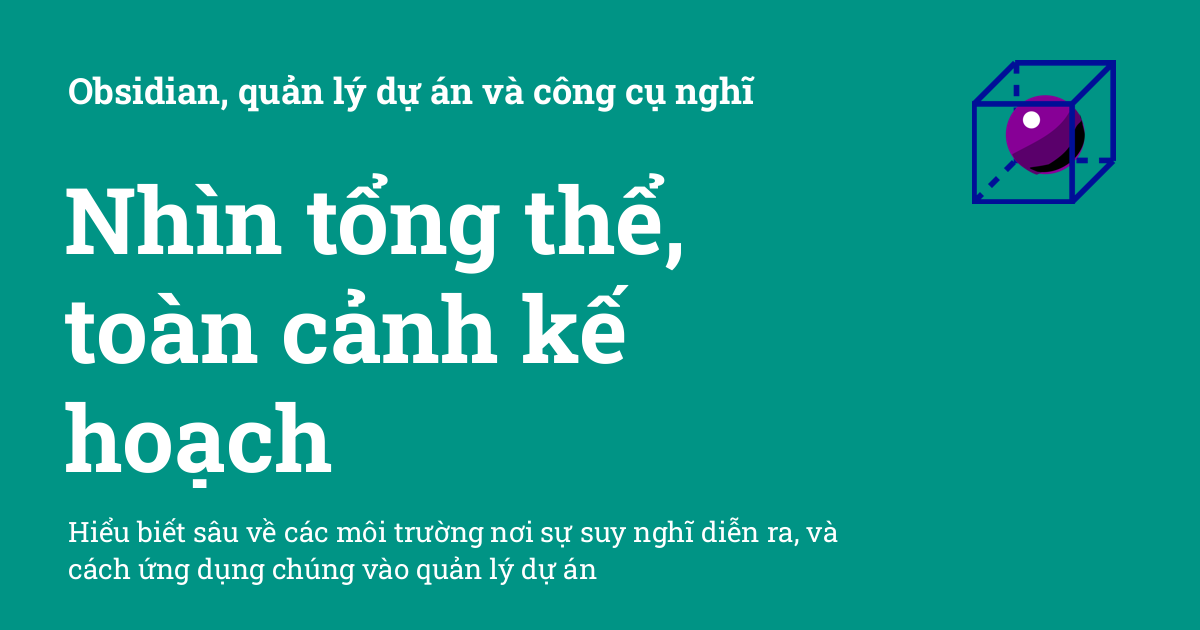 Obsidian, quản lý dự án và công cụ nghĩ
Nhìn tổng thể,
toàn cảnh kế
hoạch
Hiểu biết sâu về các môi trường nơi sự suy nghĩ diễn ra, và
cách ứng dụng chúng vào quản lý dự án